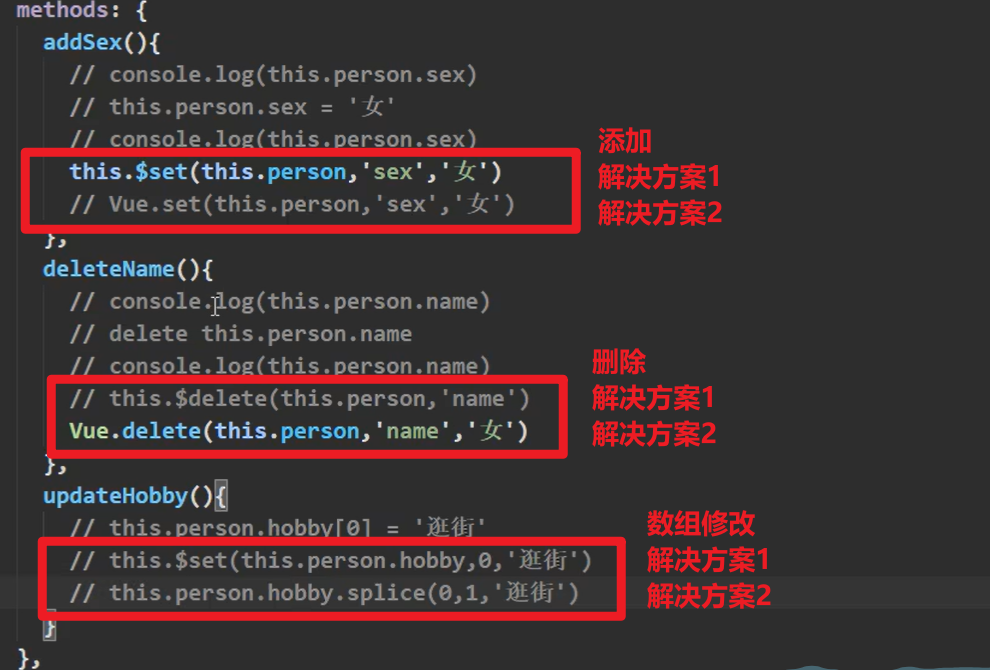 methods: {
addSex(){
// console.log(this.person.sex)
// this.person.sex = '女'
// console.log(this.person.sex)
this.$set(this.person,'sex','女')
// Vue.set(this.person,'sex','女')
},
添加
解决方案1
解决方案2
deleteName(){
// console.log(this.person.name)
// delete this.person.name
// console.log(this.person.name)
// this.$delete(this.person,'name')
Vue.delete(this.person,'name','女')
},
删除
解决方案1
解决方案2
updateHobby(){
// this.person.hobby[0] = '逛街'
// this.$set(this.person.hobby,0,'逛街')
// this.person.hobby.splice(0,1,'逛街')
}
数组修改
解决方案1
解决方案2
},